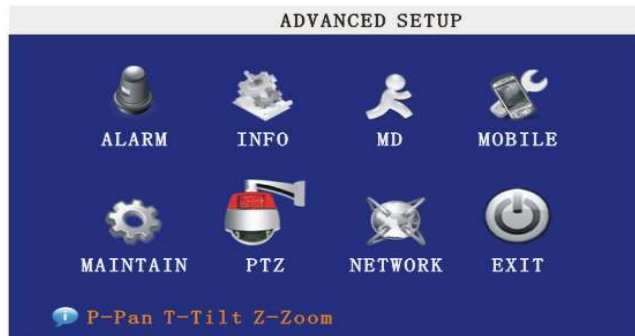 ADVANCED SETUP
ALARM INFO MD MOBILE
MAINTAIN PTZ NETWORK EXIT
P-Pan T-Tilt Z-Zoom